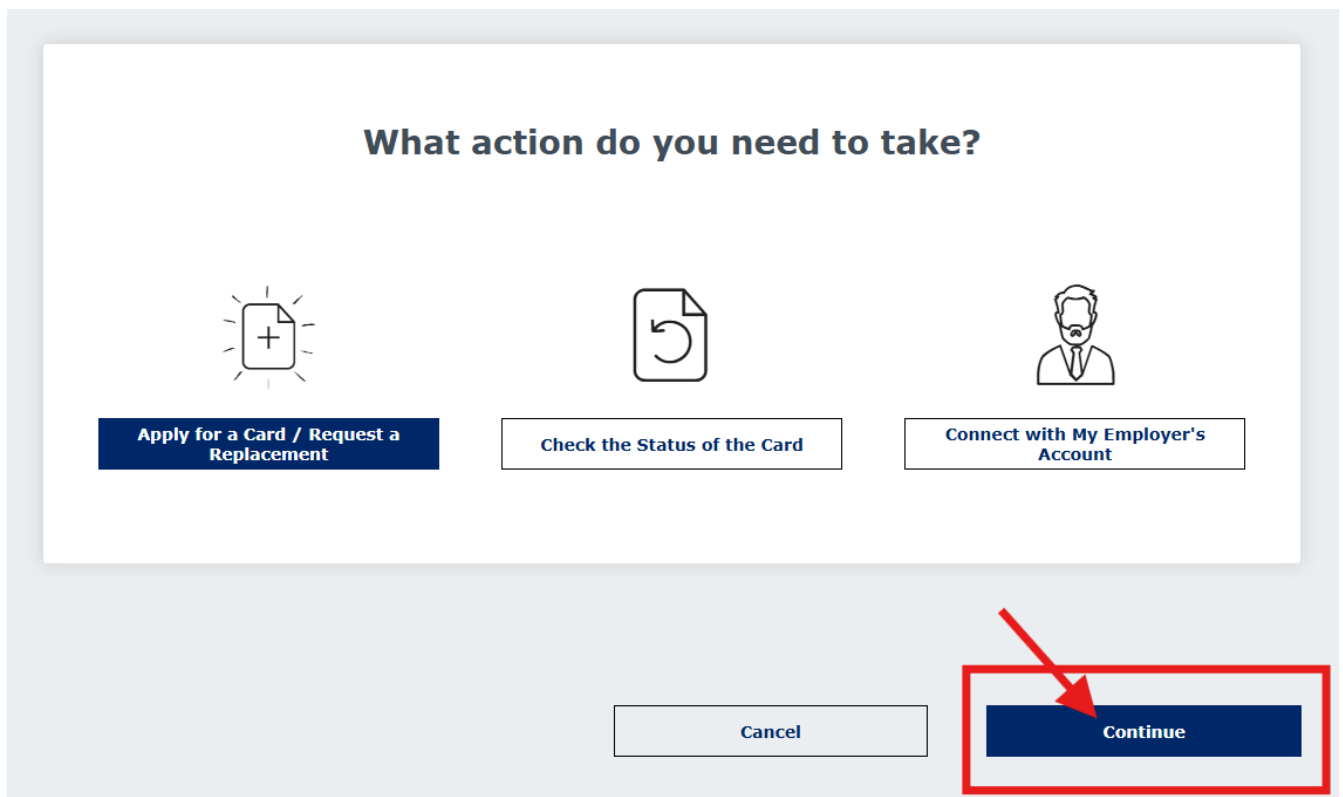 What action do you need to take?
Apply for a Card / Request a
Replacement
Check the Status of the Card
Connect with My Employer's
Account
Cancel
Continue